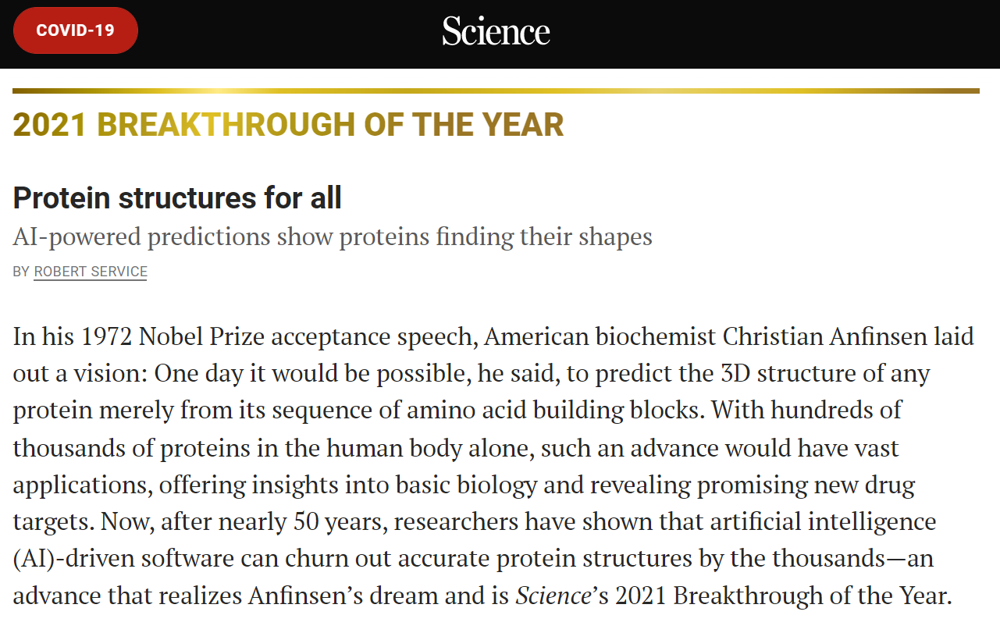 COVID-19
Science
2021 BREAKTHROUGH OF THE YEAR
Protein structures for all
AI-powered predictions show proteins finding their shapes
BY ROBERT SERVICE
In his 1972 Nobel Prize acceptance speech, American biochemist Christian Anfinsen laid
out a vision: One day it would be possible, he said, to predict the 3D structure of any
protein merely from its sequence of amino acid building blocks. With hundreds of
thousands of proteins in the human body alone, such an advance would have vast
applications, offering insights into basic biology and revealing promising new drug
targets. Now, after nearly 50 years, researchers have shown that artificial intelligence
(AI)-driven software can churn out accurate protein structures by the thousands—an
advance that realizes Anfinsen’s dream and is Science’s 2021 Breakthrough of the Year.